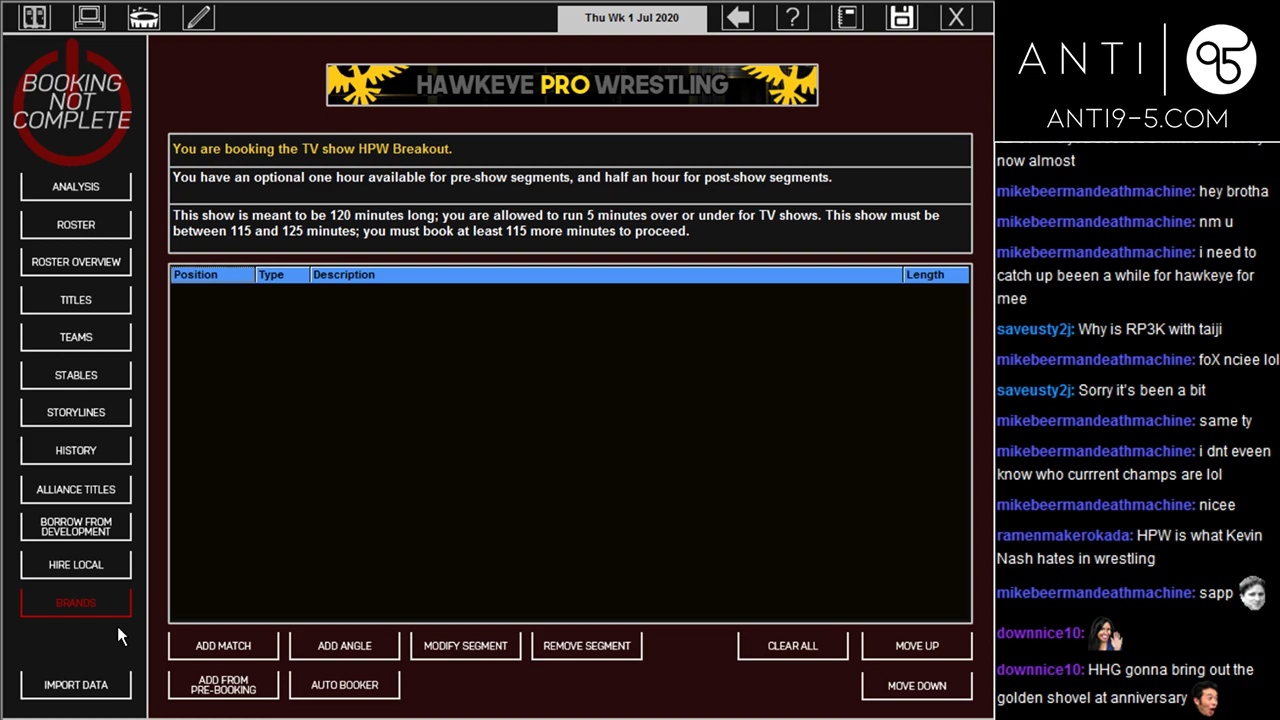 Thu Wk 1 Jul 2020
?
X
BOOKING
NOT
COMPLETE
ANALYSIS
ROSTER
ROSTER OVERVIEW
TITLES
TEAMS
STABLES
STORYLINES
HISTORY
ALLIANCE TITLES
BORROW FROM
DEVELOPMENT
HIRE LOCAL
BRANDS
IMPORT DATA
HAWKEYE PRO WRESTLING
You are booking the TV show HPW Breakout.
You have an optional one hour available for pre-show segments, and half an hour for post-show segments.
This show is meant to be 120 minutes long; you are allowed to run 5 minutes over or under for TV shows. This show must be
between 115 and 125 minutes; you must book at least 115 more minutes to proceed.
Position Type Description Length
ADD MATCH ADD ANGLE MODIFY SEGMENT REMOVE SEGMENT CLEAR ALL MOVE UP
ADD FROM
PRE-BOOKING
AUTO BOOKER
MOVE DOWN
ANTI 95
ANTI9-5.COM
now almost
mikebeermandeathmachine: hey brotha
mikebeermandeathmachine: nm u
mikebeermandeathmachine: i need to
catch up beeen a while for hawkeye for
mee
saveusty2j: Why is RP3K with taiji
mikebeermandeathmachine: foX nciee lol
saveusty2j: Sorry it's been a bit
mikebeermandeathmachine: same ty
mikebeermandeathmachine: i dnt eveen
know who currrent champs are lol
mikebeermandeathmachine: nicee
ramenmakerokada: HPW is what Kevin
Nash hates in wrestling
mikebeermandeathmachine: sapp
downnice10:
downnice10: HHG gonna bring out the
golden shovel at anniversary